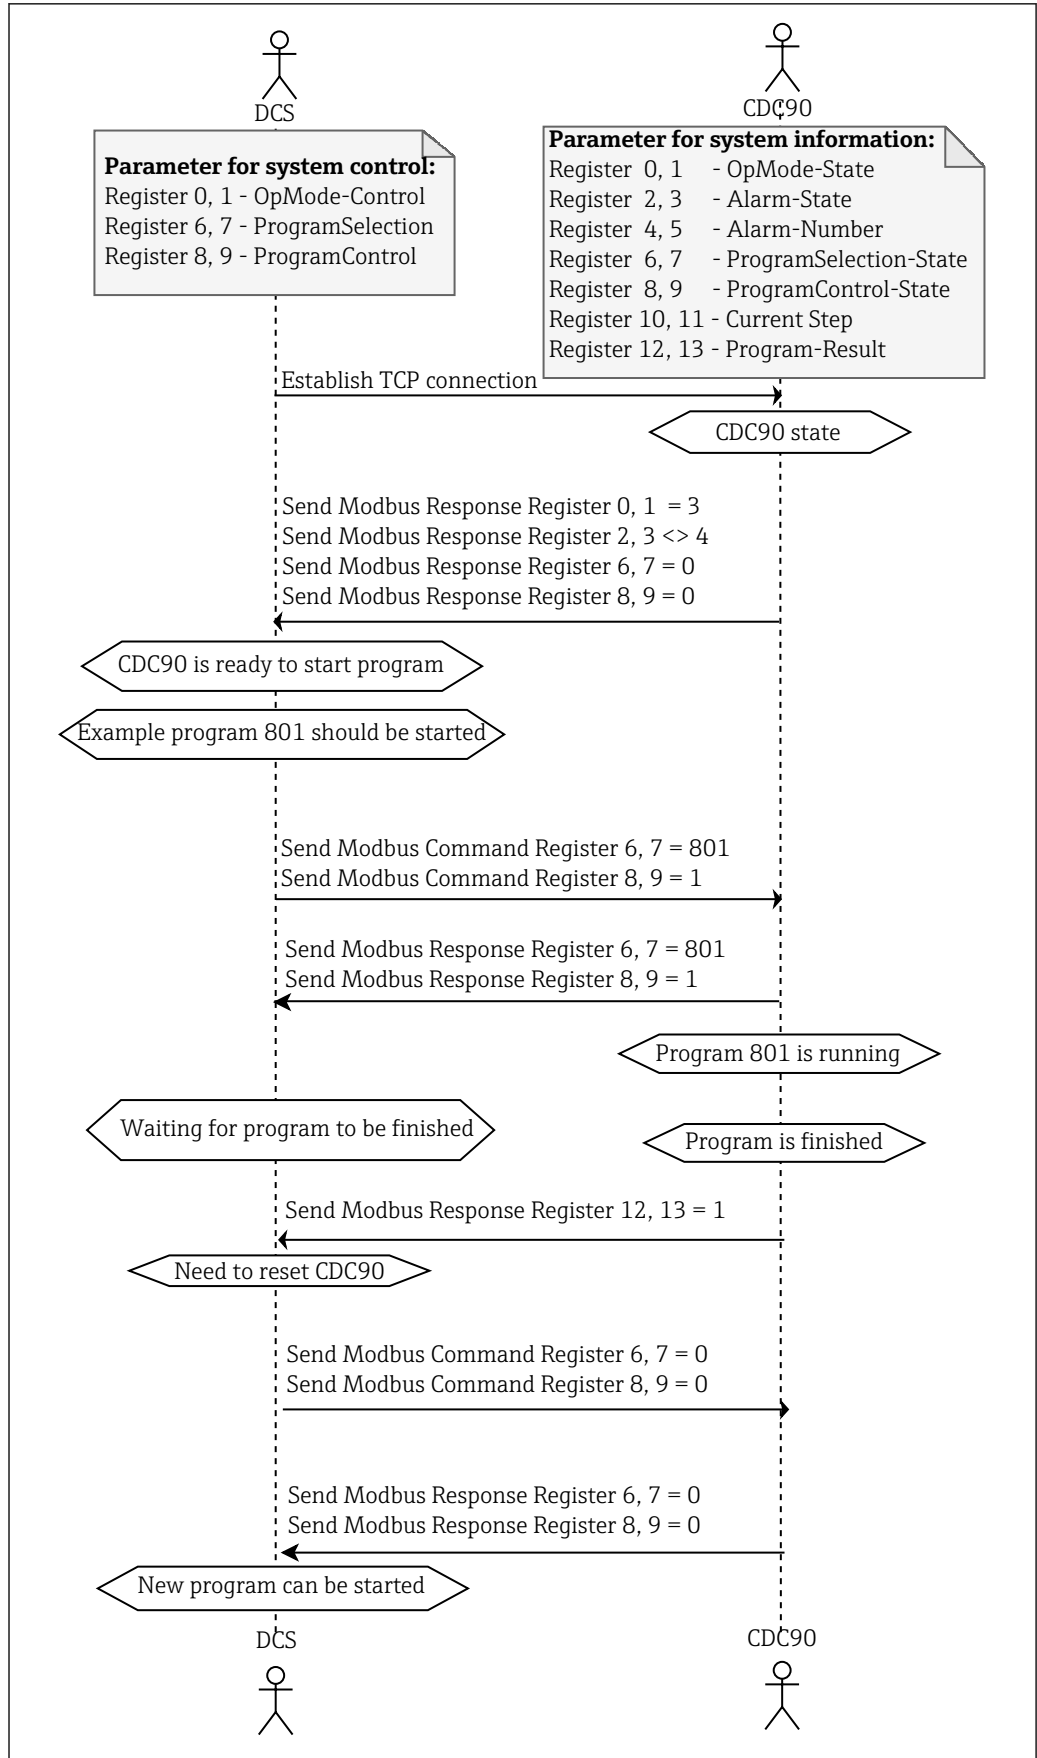 DCS
CDC90
Parameter for system control:
Register 0, 1 - OpMode-Control
Register 6, 7 - ProgramSelection
Register 8, 9 - ProgramControl
Parameter for system information:
Register 0, 1 - OpMode-State
Register 2, 3 - Alarm-State
Register 4, 5 - Alarm-Number
Register 6, 7 - ProgramSelection-State
Register 8, 9 - ProgramControl-State
Register 10, 11 - Current Step
Register 12, 13 - Program-Result
Establish TCP connection
CDC90 state
Send Modbus Response Register 0, 1 = 3
Send Modbus Response Register 2, 3 <> 4
Send Modbus Response Register 6, 7 = 0
Send Modbus Response Register 8, 9 = 0
CDC90 is ready to start program
Example program 801 should be started
Send Modbus Command Register 6, 7 = 801
Send Modbus Command Register 8, 9 = 1
Send Modbus Response Register 6, 7 = 801
Send Modbus Response Register 8, 9 = 1
Program 801 is running
Waiting for program to be finished
Program is finished
Send Modbus Response Register 12, 13 = 1
Need to reset CDC90
Send Modbus Command Register 6, 7 = 0
Send Modbus Command Register 8, 9 = 0
Send Modbus Response Register 6, 7 = 0
Send Modbus Response Register 8, 9 = 0
New program can be started
DCS
CDC90